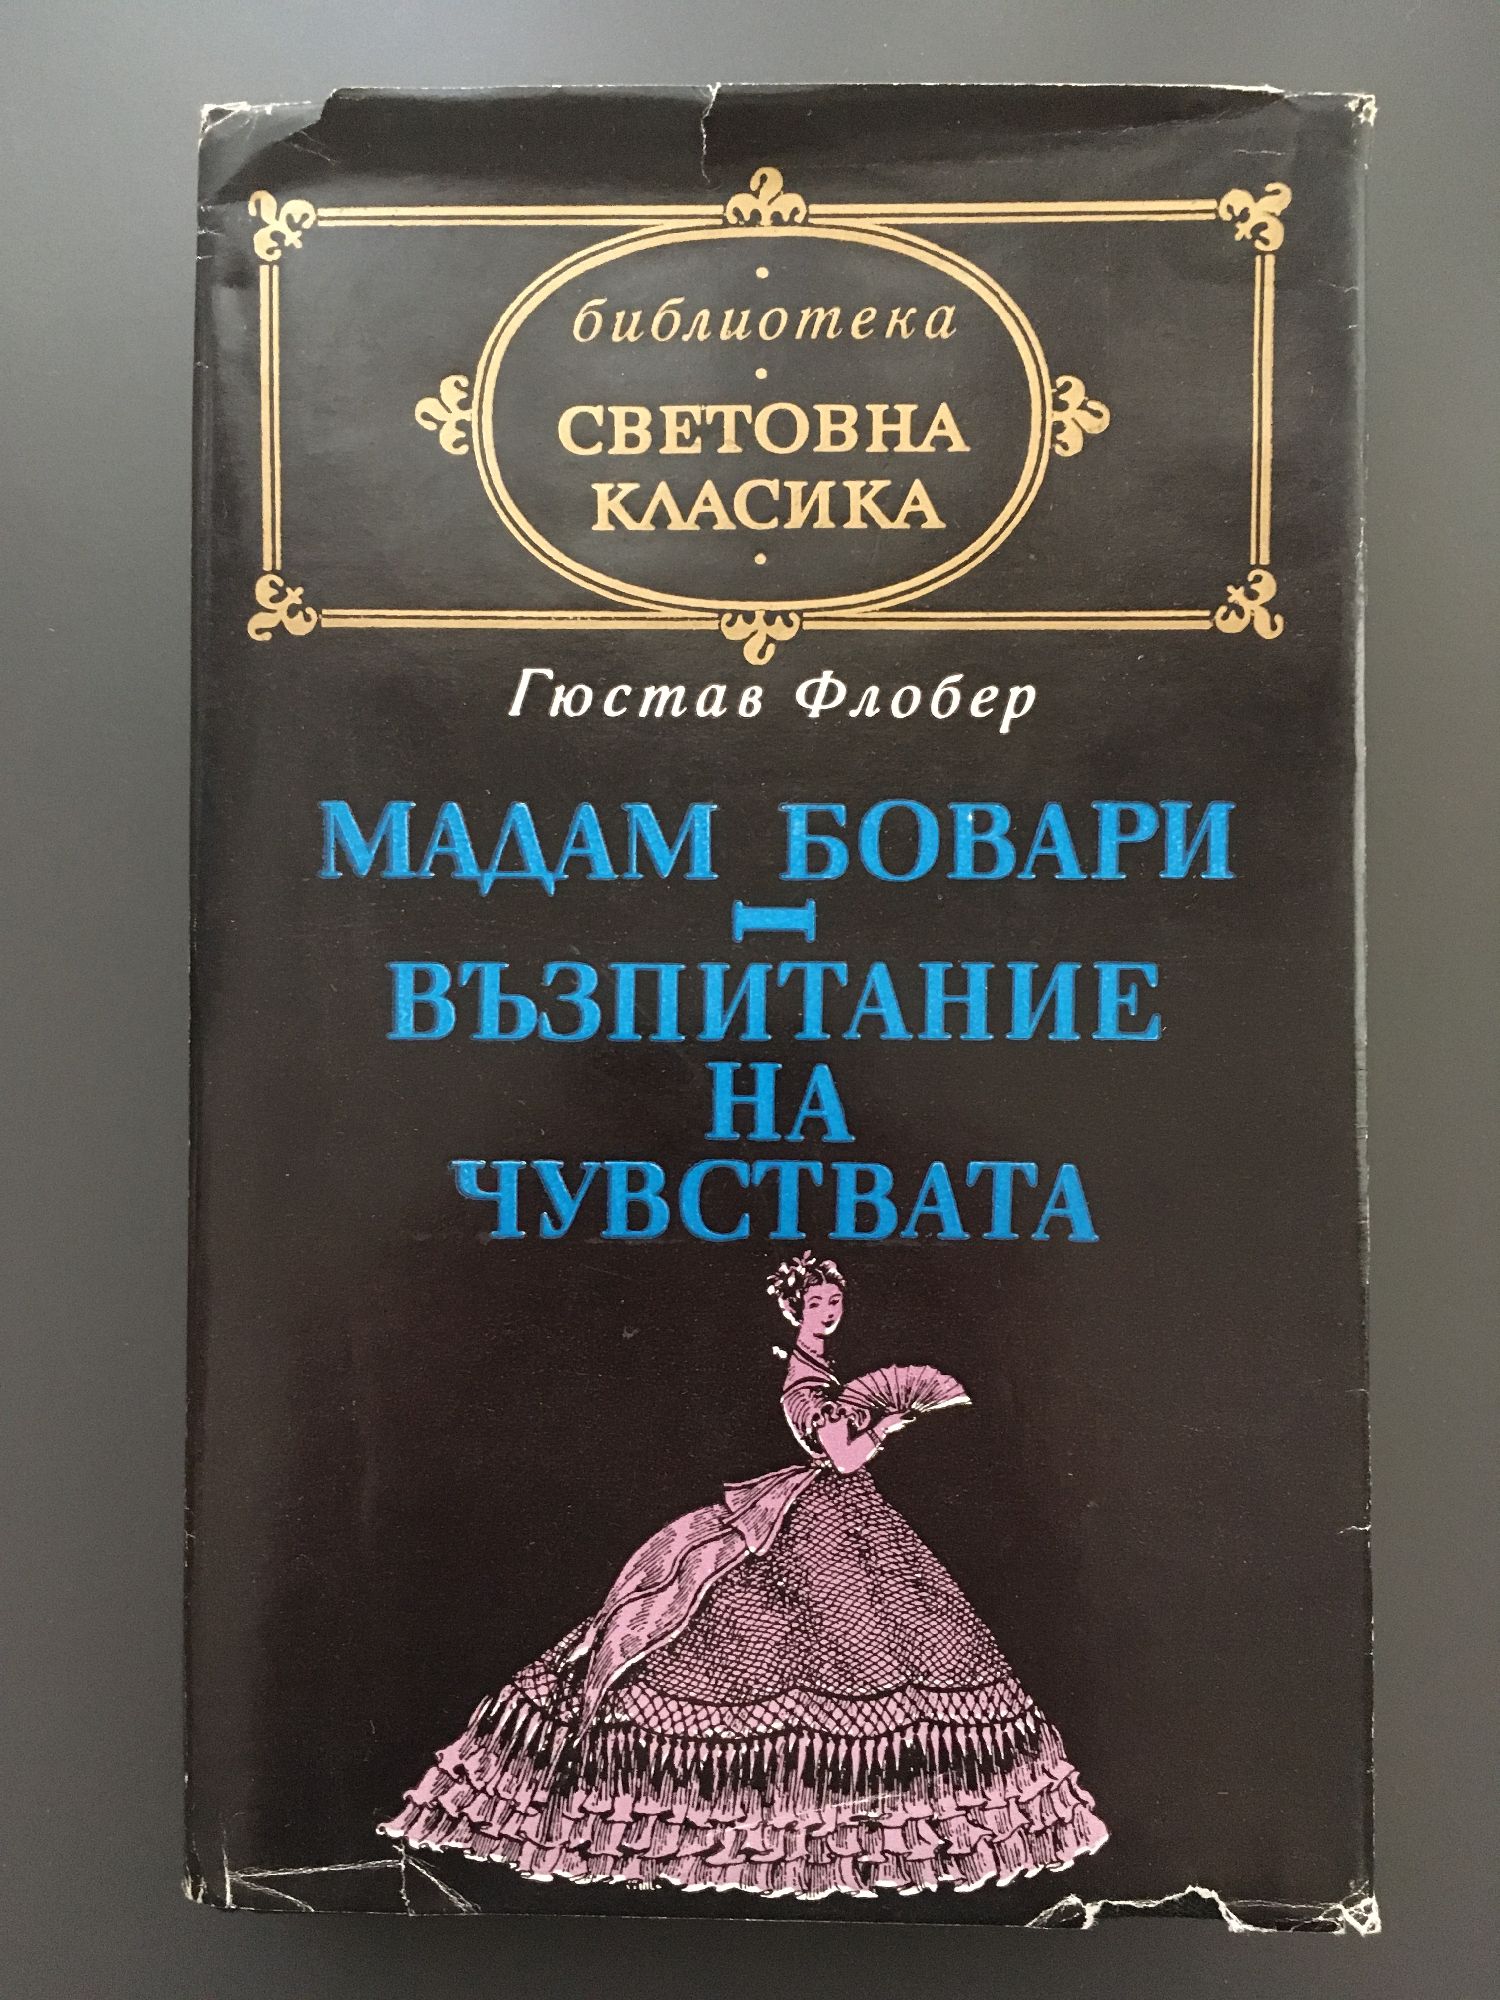 библиотека
СВЕТОВНА
КЛАСИКА
Гюстав Флобер
МАДАМ БОВАРИ
ВЪЗПИТАНИЕ
НА
ЧУВСТВАТА